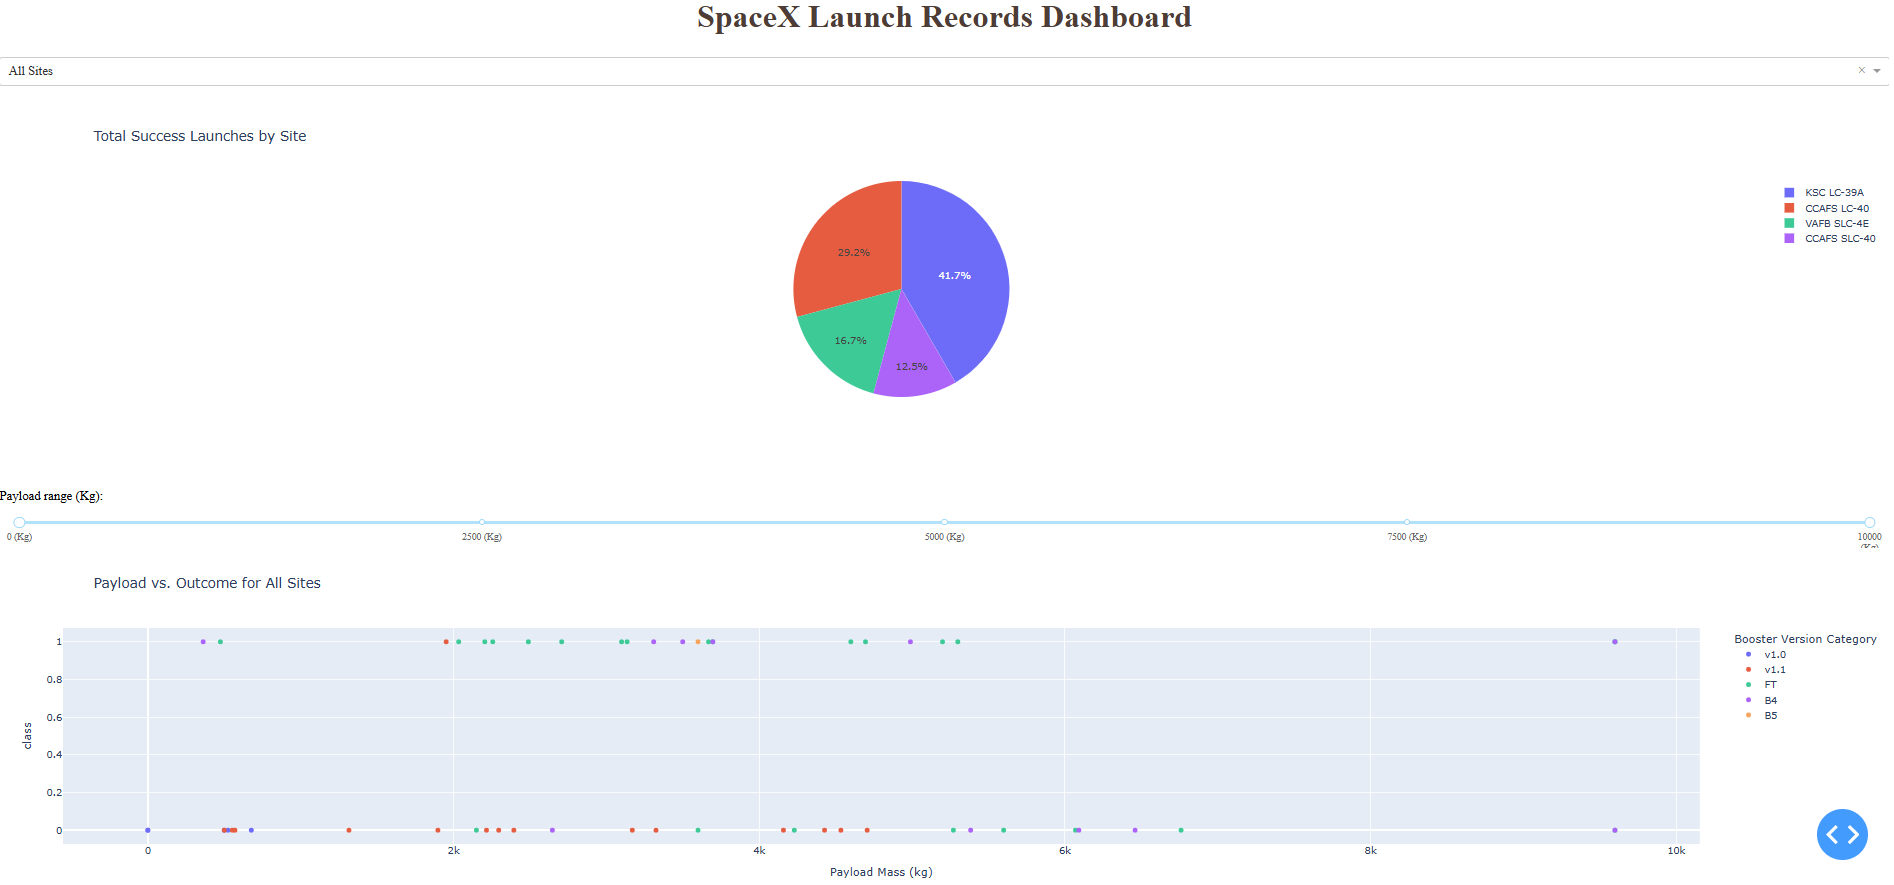 SpaceX Launch Records Dashboard
All Sites
Total Success Launches by Site
KSC LC-39A
CCAFS LC-40
VAFB SLC-4E
CCAFS SLC-40
29.2%
41.7%
16.7%
12.5%
Payload range (Kg):
0 (Kg)
2500 (Kg)
5000 (Kg)
7500 (Kg)
10000
(Kg)
Payload vs. Outcome for All Sites
Booster Version Category
v1.0
v1.1
FT
B4
B5
1
0.8
0.6
0.4
0.2
0
class
0
2k
4k
6k
8k
10k
Payload Mass (kg)